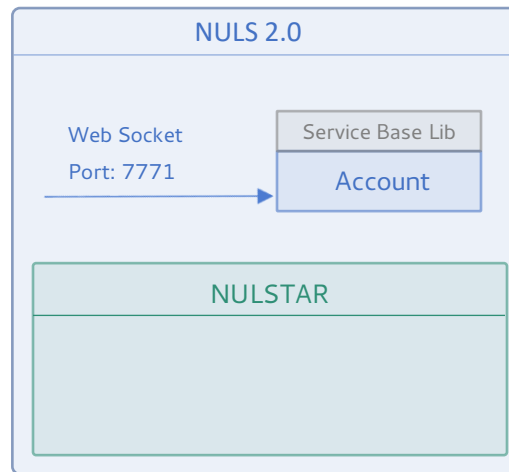 NULS 2.0
Web Socket
Port: 7771
Service Base Lib
Account
NULSTAR